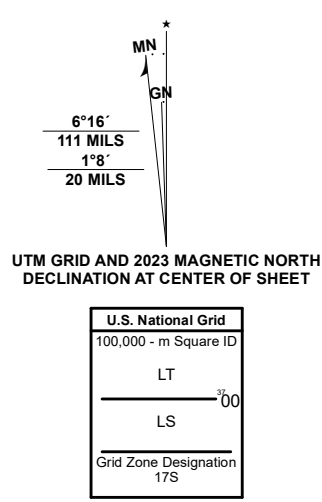 ★
MN
GN
6°16´
111 MILS
1°8´
20 MILS
UTM GRID AND 2023 MAGNETIC NORTH
DECLINATION AT CENTER OF SHEET
U.S. National Grid
100,000 - m Square ID
LT
3700
LS
Grid Zone Designation
17S